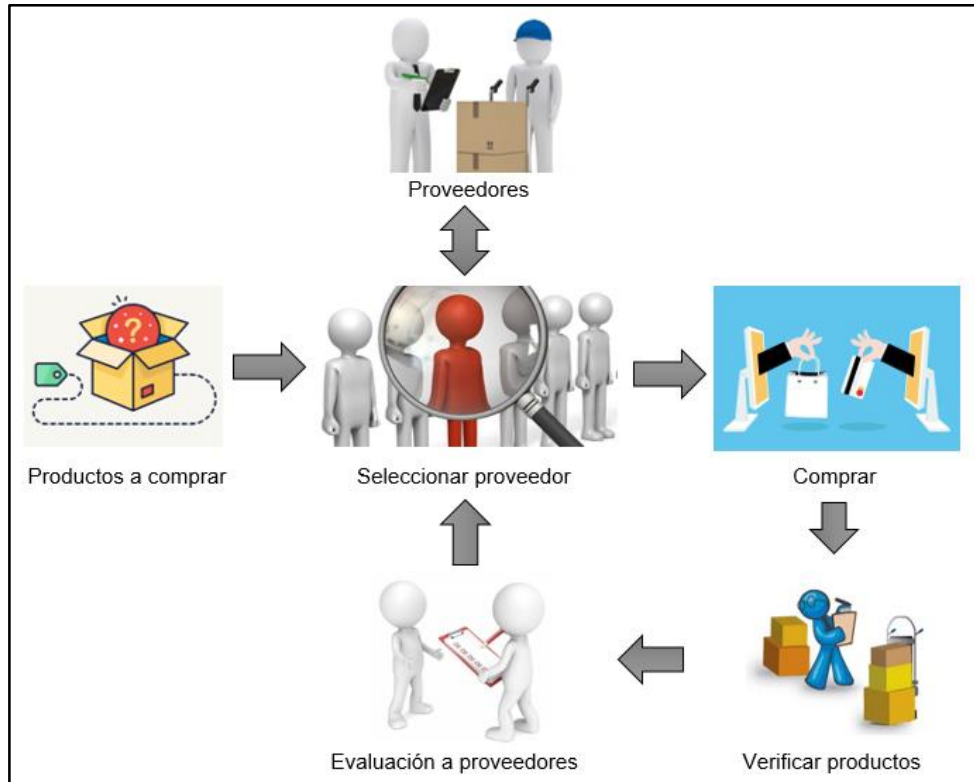 Proveedores
Productos a comprar
Seleccionar proveedor
Comprar
Evaluación a proveedores
Verificar productos